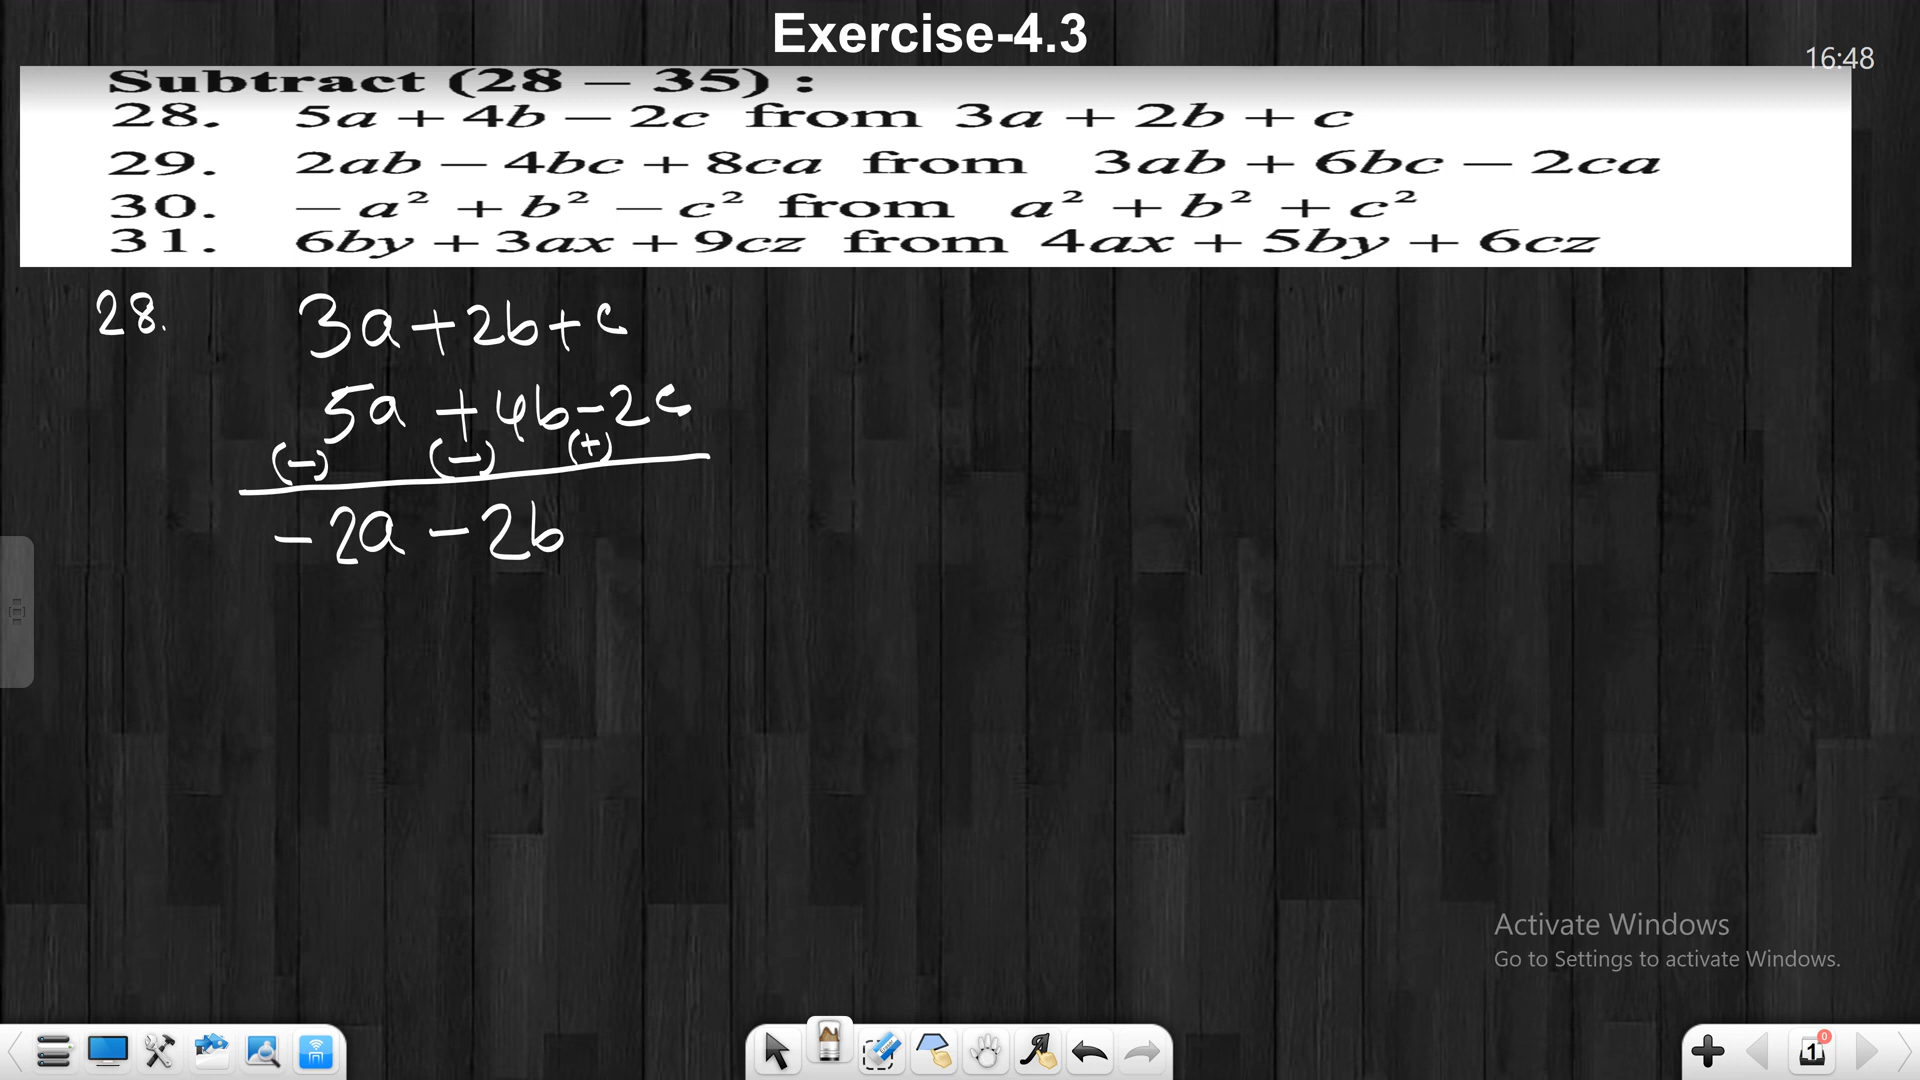 Exercise-4.3
16:48
Subtract (28 – 35) :
28. 5a + 4b – 2c from 3a + 2b + c
29. 2ab – 4bc + 8ca from 3ab + 6bc – 2ca
30. – a² + b² – c² from a² + b² + c²
31. 6by + 3ax + 9cz from 4ax + 5by + 6cz
28. 3a+2b+c
5a +4b-2c
(-) (-) (+)
-2a-2b
Activate Windows
Go to Settings to activate Windows.
1
0